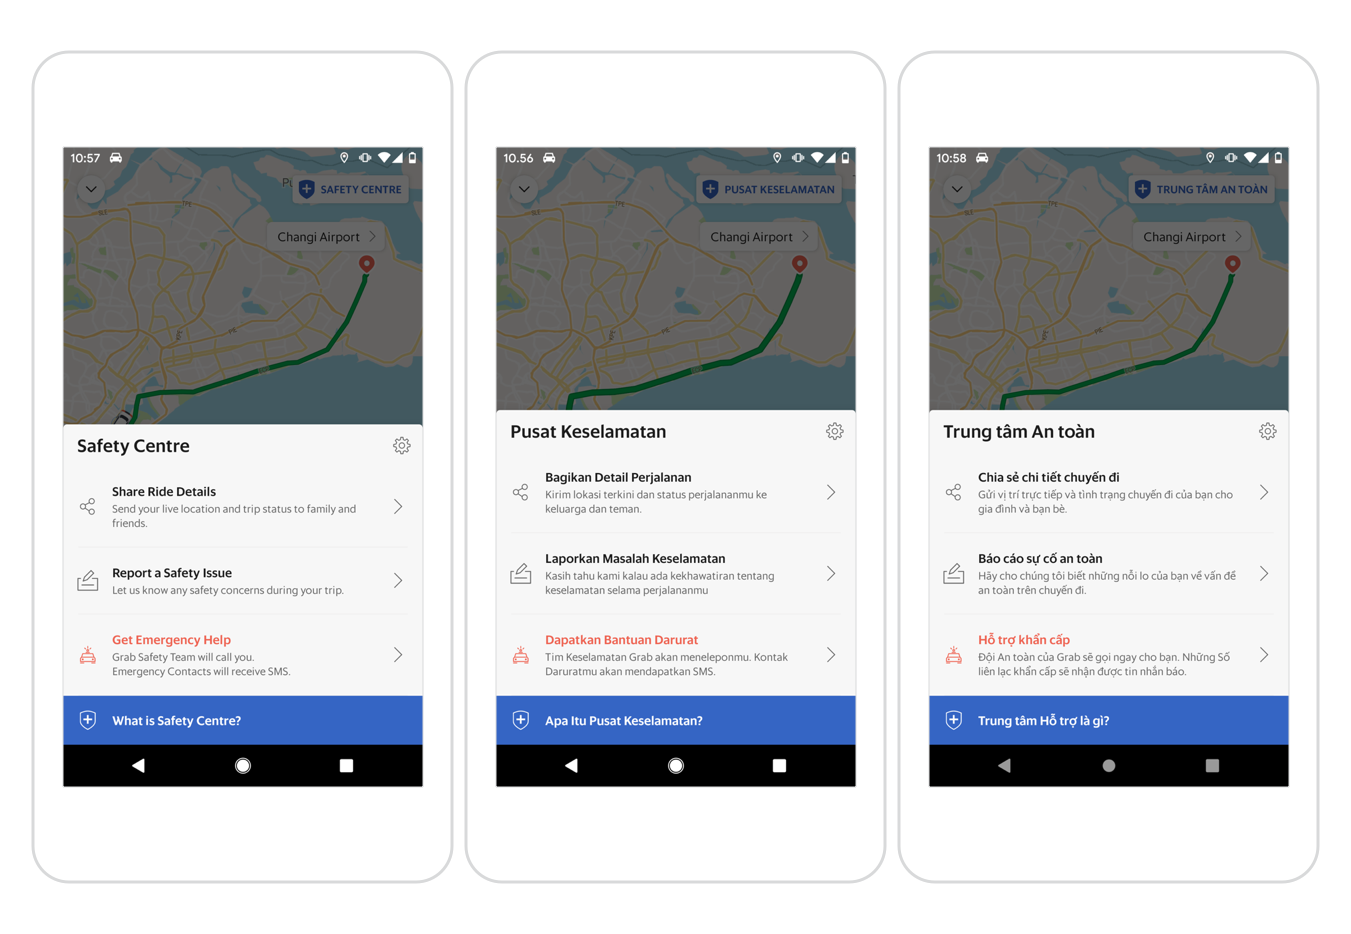 10:57
SAFETY CENTRE
Changi Airport
Safety Centre
Share Ride Details
Send your live location and trip status to family and
friends.
Report a Safety Issue
Let us know any safety concerns during your trip.
Get Emergency Help
Grab Safety Team will call you.
Emergency Contacts will receive SMS.
What is Safety Centre?
10.56
PUSAT KESELAMATAN
Changi Airport
Pusat Keselamatan
Bagikan Detail Perjalanan
Kirim lokasi terkini dan status perjalananmu ke
keluarga dan teman.
Laporkan Masalah Keselamatan
Kasih tahu kami kalau ada kekhawatiran tentang
keselamatan selama perjalananmu
Dapatkan Bantuan Darurat
Tim Keselamatan Grab akan meneleponmu. Kontak
Daruratmu akan mendapatkan SMS.
Apa Itu Pusat Keselamatan?
10:58
TRUNG TÂM AN TOÀN
Changi Airport
Trung tâm An toàn
Chia sẻ chi tiết chuyến đi
Gửi vị trí trực tiếp và tình trạng chuyến đi của bạn cho
gia đình và bạn bè.
Báo cáo sự cố an toàn
Hãy cho chúng tôi biết những nỗi lo của bạn về vấn đề
an toàn trên chuyến đi.
Hỗ trợ khẩn cấp
Đội An toàn của Grab sẽ gọi ngay cho bạn. Những Số
liên lạc khẩn cấp sẽ nhận được tin nhắn báo.
Trung tâm Hỗ trợ là gì?